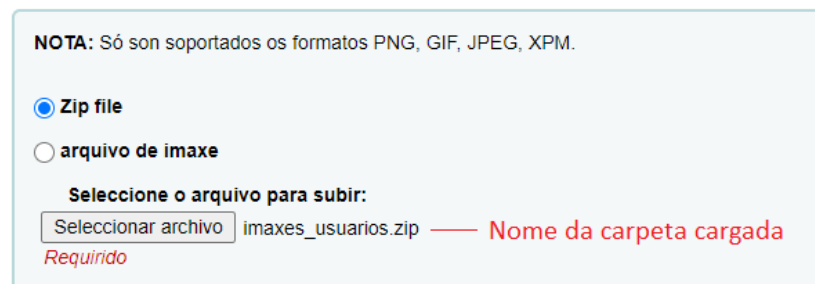 NOTA: Só son soportados os formatos PNG, GIF, JPEG, XPM.
Zip file
arquivo de imaxe
Seleccione o arquivo para subir:
Seleccionar archivo imaxes_usuarios.zip Nome da carpeta cargada
Requirido